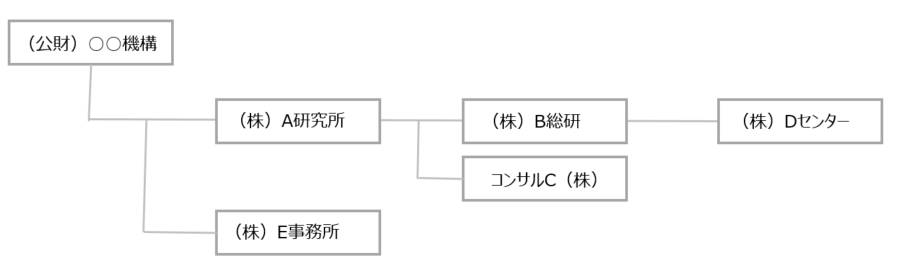 （公財）○○機構
（株）A研究所
（株）B総研
（株）Dセンター
コンサルC（株）
（株）E事務所